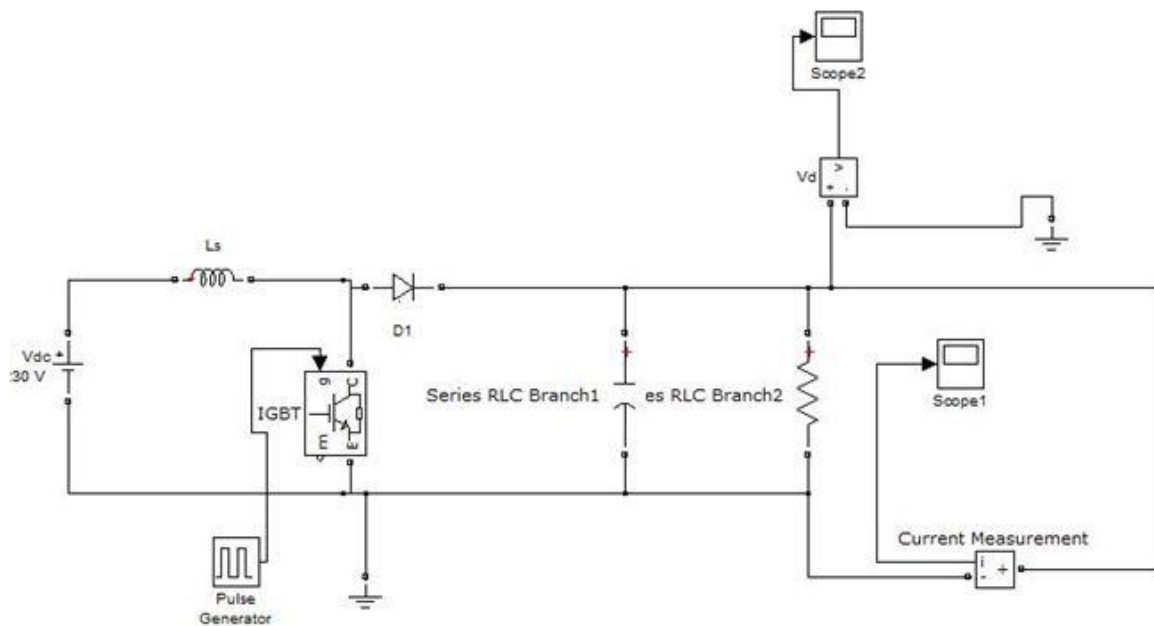 Scope2
v
Vd
+ -
Ls
D1
Vdc +
30 V
g C
IGBT
m E
Series RLC Branch1
es RLC Branch2
Scope1
Current Measurement
i
+
-
Pulse
Generator